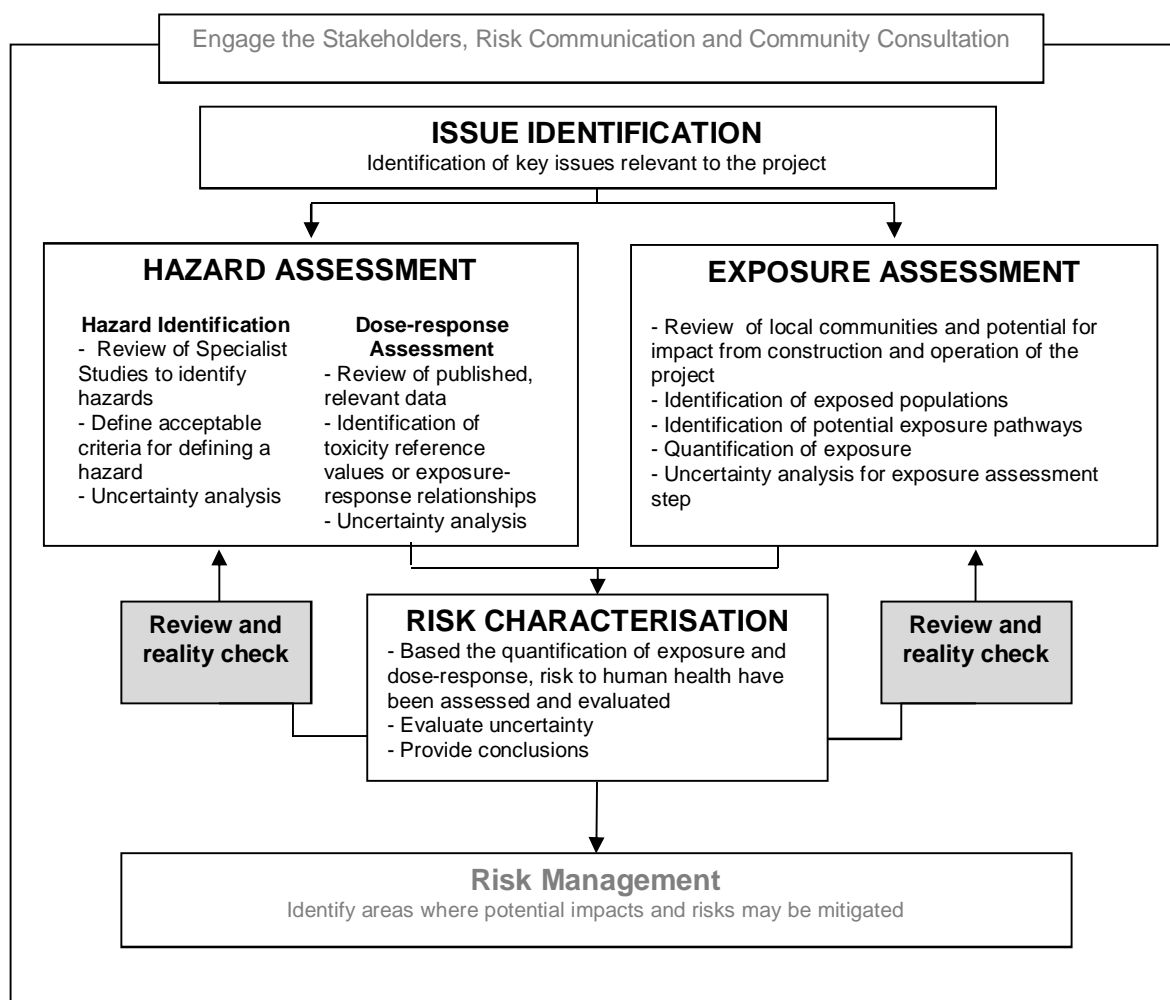 Engage the Stakeholders, Risk Communication and Community Consultation
ISSUE IDENTIFICATION
Identification of key issues relevant to the project
HAZARD ASSESSMENT
Hazard Identification
- Review of Specialist
Studies to identify
hazards
- Define acceptable
criteria for defining a
hazard
- Uncertainty analysis
Dose-response
Assessment
- Review of published,
relevant data
- Identification of
toxicity reference
values or exposure-
response relationships
- Uncertainty analysis
EXPOSURE ASSESSMENT
- Review of local communities and potential for
impact from construction and operation of the
project
- Identification of exposed populations
- Identification of potential exposure pathways
- Quantification of exposure
- Uncertainty analysis for exposure assessment
step
Review and
reality check
RISK CHARACTERISATION
- Based the quantification of exposure and
dose-response, risk to human health have
been assessed and evaluated
- Evaluate uncertainty
- Provide conclusions
Review and
reality check
Risk Management
Identify areas where potential impacts and risks may be mitigated